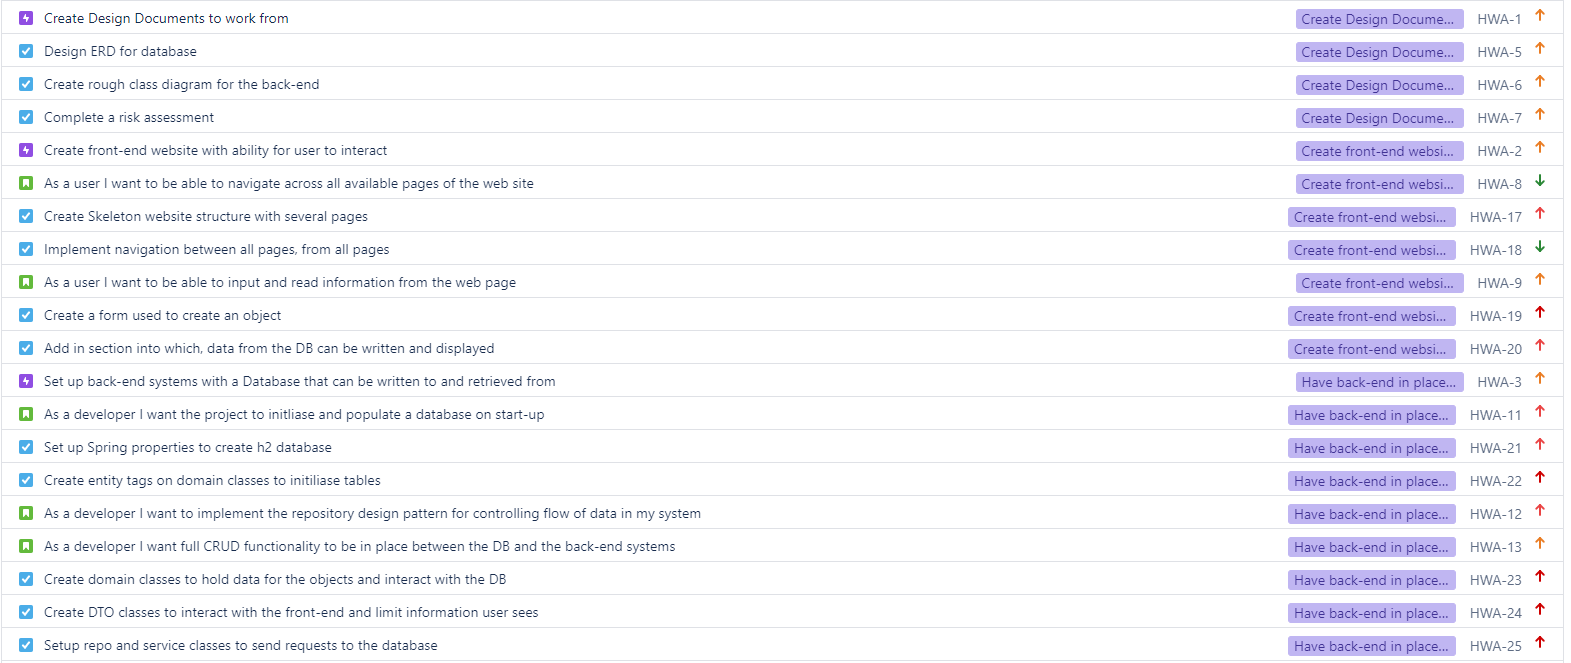 Create Design Documents to work from Create Design Docume... HWA-1
Design ERD for database Create Design Docume... HWA-5
Create rough class diagram for the back-end Create Design Docume... HWA-6
Complete a risk assessment Create Design Docume... HWA-7
Create front-end website with ability for user to interact Create front-end websi... HWA-2
As a user I want to be able to navigate across all available pages of the web site Create front-end websi... HWA-8
Create Skeleton website structure with several pages Create front-end websi... HWA-17
Implement navigation between all pages, from all pages Create front-end websi... HWA-18
As a user I want to be able to input and read information from the web page Create front-end websi... HWA-9
Create a form used to create an object Create front-end websi... HWA-19
Add in section into which, data from the DB can be written and displayed Create front-end websi... HWA-20
Set up back-end systems with a Database that can be written to and retrieved from Have back-end in place... HWA-3
As a developer I want the project to initliase and populate a database on start-up Have back-end in place... HWA-11
Set up Spring properties to create h2 database Have back-end in place... HWA-21
Create entity tags on domain classes to initiliase tables Have back-end in place... HWA-22
As a developer I want to implement the repository design pattern for controlling flow of data in my system Have back-end in place... HWA-12
As a developer I want full CRUD functionality to be in place between the DB and the back-end systems Have back-end in place... HWA-13
Create domain classes to hold data for the objects and interact with the DB Have back-end in place... HWA-23
Create DTO classes to interact with the front-end and limit information user sees Have back-end in place... HWA-24
Setup repo and service classes to send requests to the database Have back-end in place... HWA-25